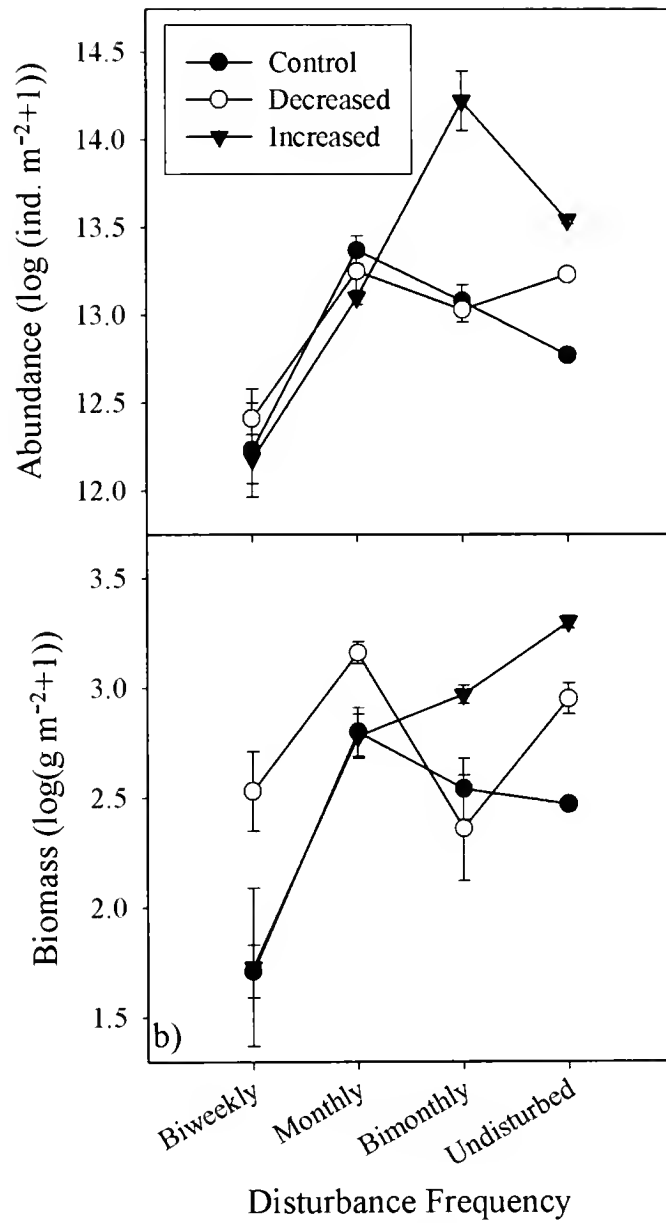 Abundance (log (ind. m⁻²+1))
14.5
14.0
13.5
13.0
12.5
12.0
Control
Decreased
Increased
Biomass (log(g m⁻²+1))
3.5
3.0
2.5
2.0
1.5
b)
Biweekly
Monthly
Bimonthly
Undisturbed
Disturbance Frequency